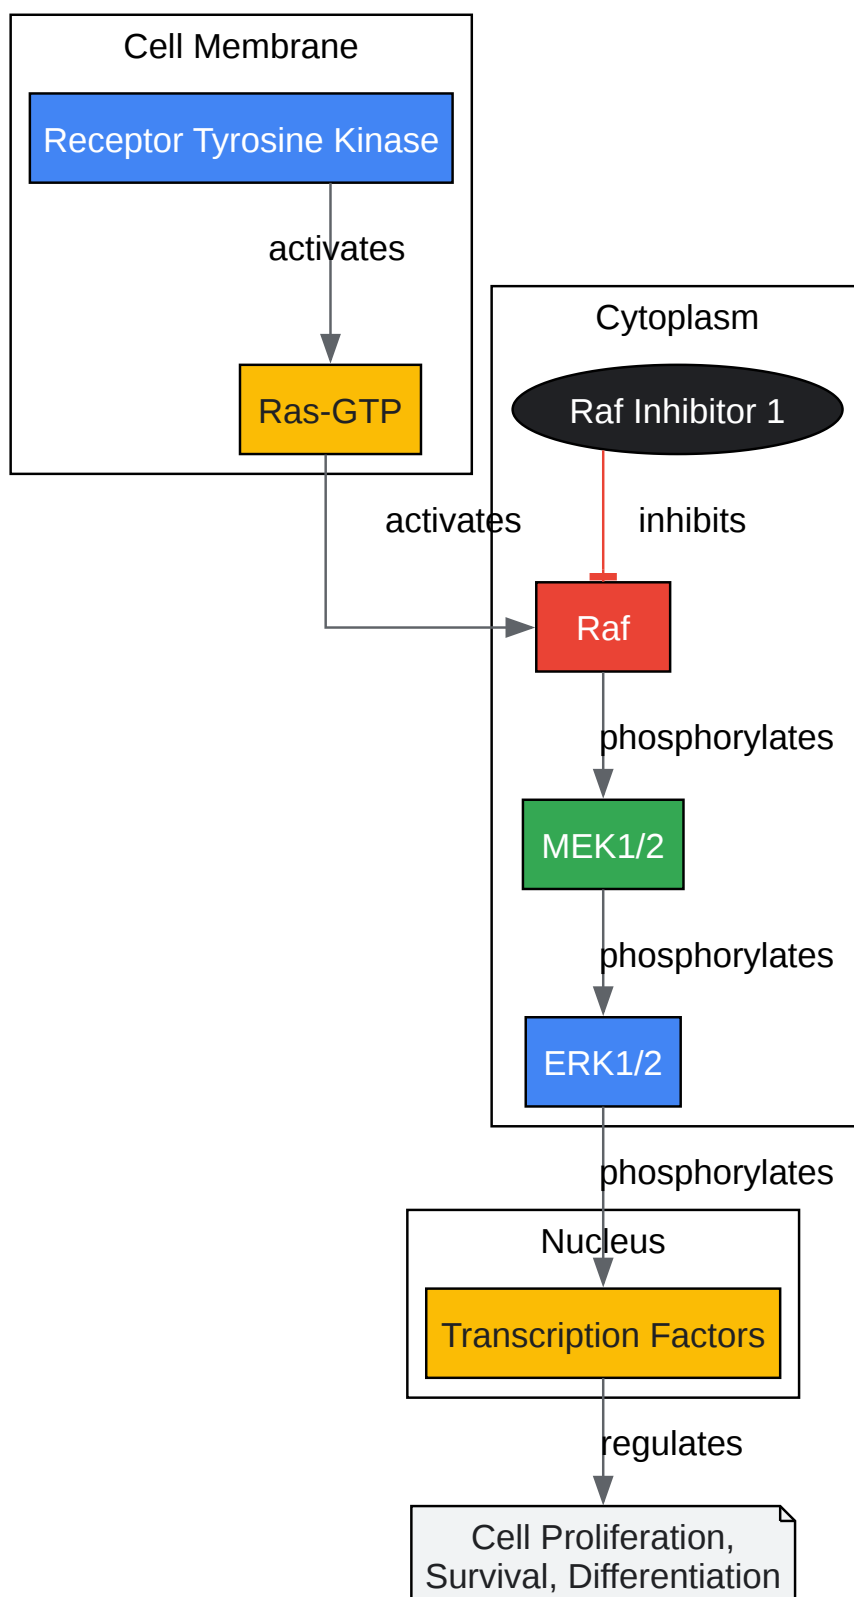 Cell Membrane
Receptor Tyrosine Kinase
activates
Ras-GTP
Cytoplasm
Raf Inhibitor 1
activates
inhibits
Raf
phosphorylates
MEK1/2
phosphorylates
ERK1/2
phosphorylates
Nucleus
Transcription Factors
regulates
Cell Proliferation,
Survival, Differentiation